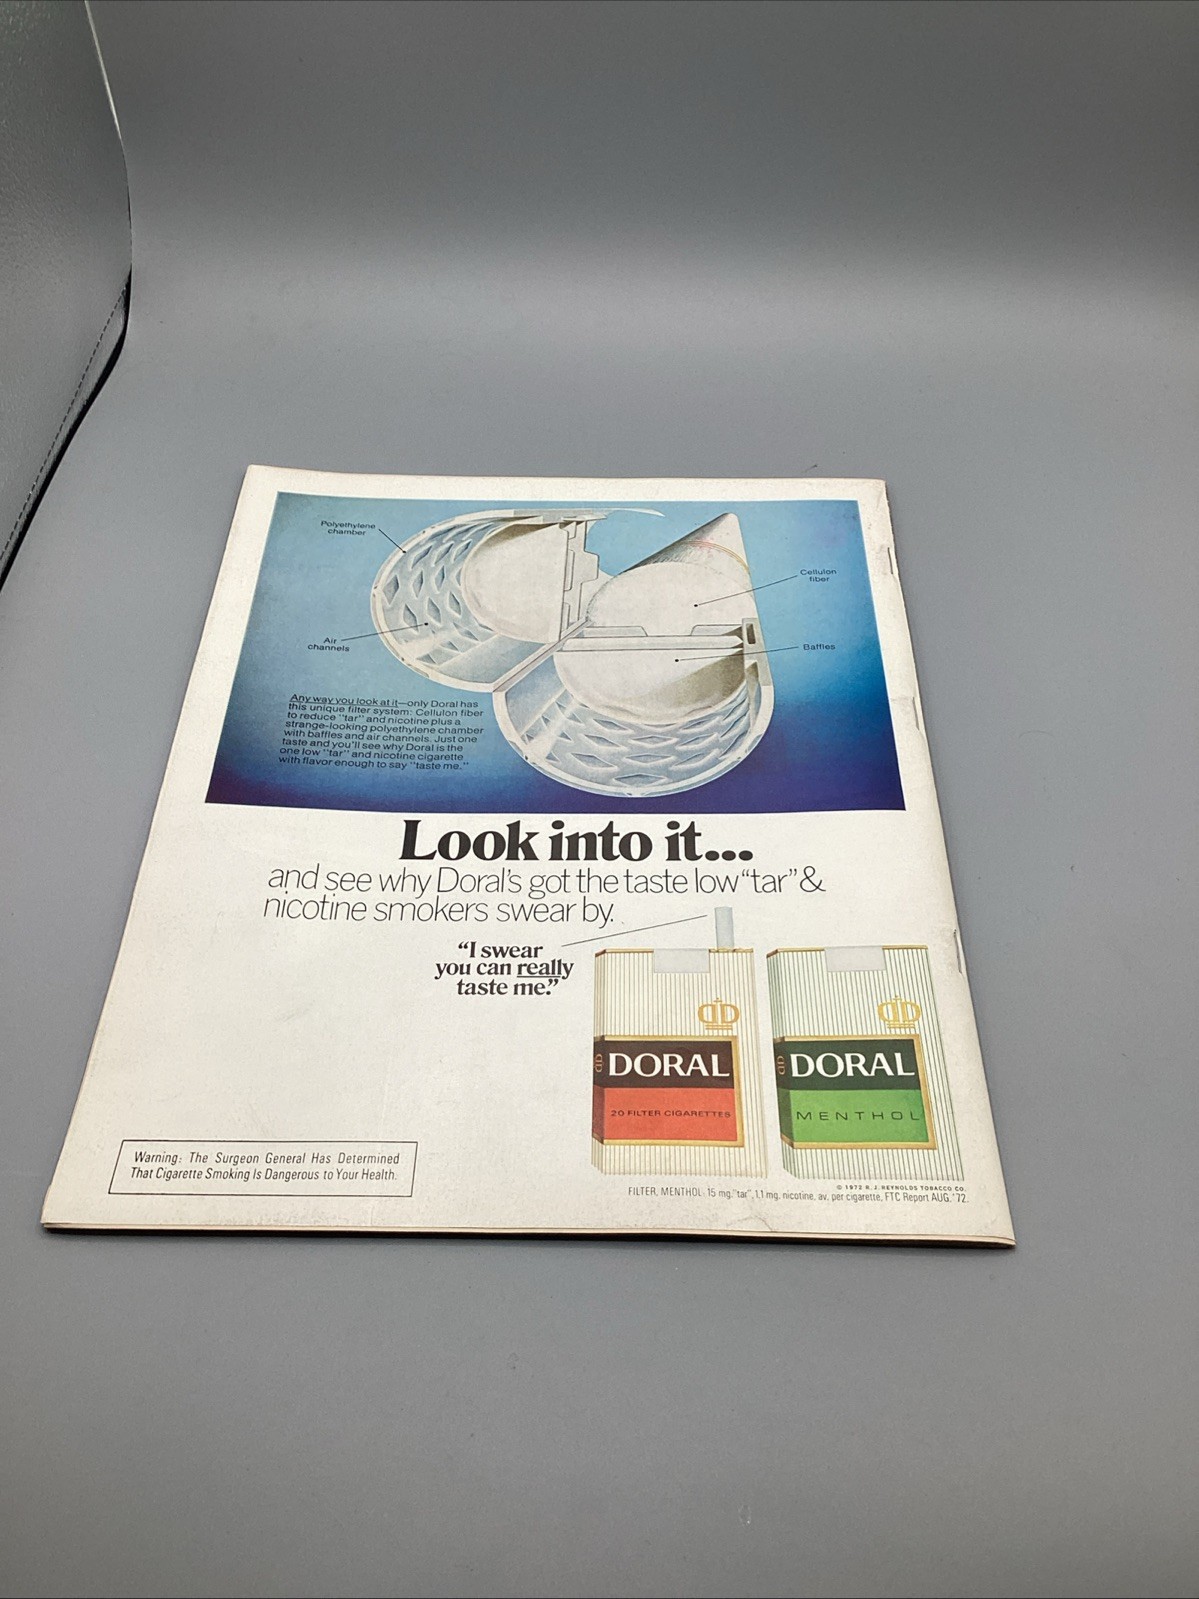 Polyethylene
chamber
Cellulon
fiber
Air
channels
Baffles
Any way you look at it—only Doral has
this unique filter system: Cellulon fiber
to reduce "tar" and nicotine plus a
strange-looking polyethylene chamber
with baffles and air channels. Just one
taste and you'll see why Doral is the
one low "tar" and nicotine cigarette
with flavor enough to say "taste me."
Look into it...
and see why Doral's got the taste low "tar" &
nicotine smokers swear by.
"I swear
you can really
taste me."
DORAL
20 FILTER CIGARETTES
DORAL
MENTHOL
Warning: The Surgeon General Has Determined
That Cigarette Smoking Is Dangerous to Your Health.
© 1972 R. J. REYNOLDS TOBACCO CO.
FILTER, MENTHOL: 15 mg. "tar", 1.1 mg. nicotine, av. per cigarette, FTC Report AUG. '72.